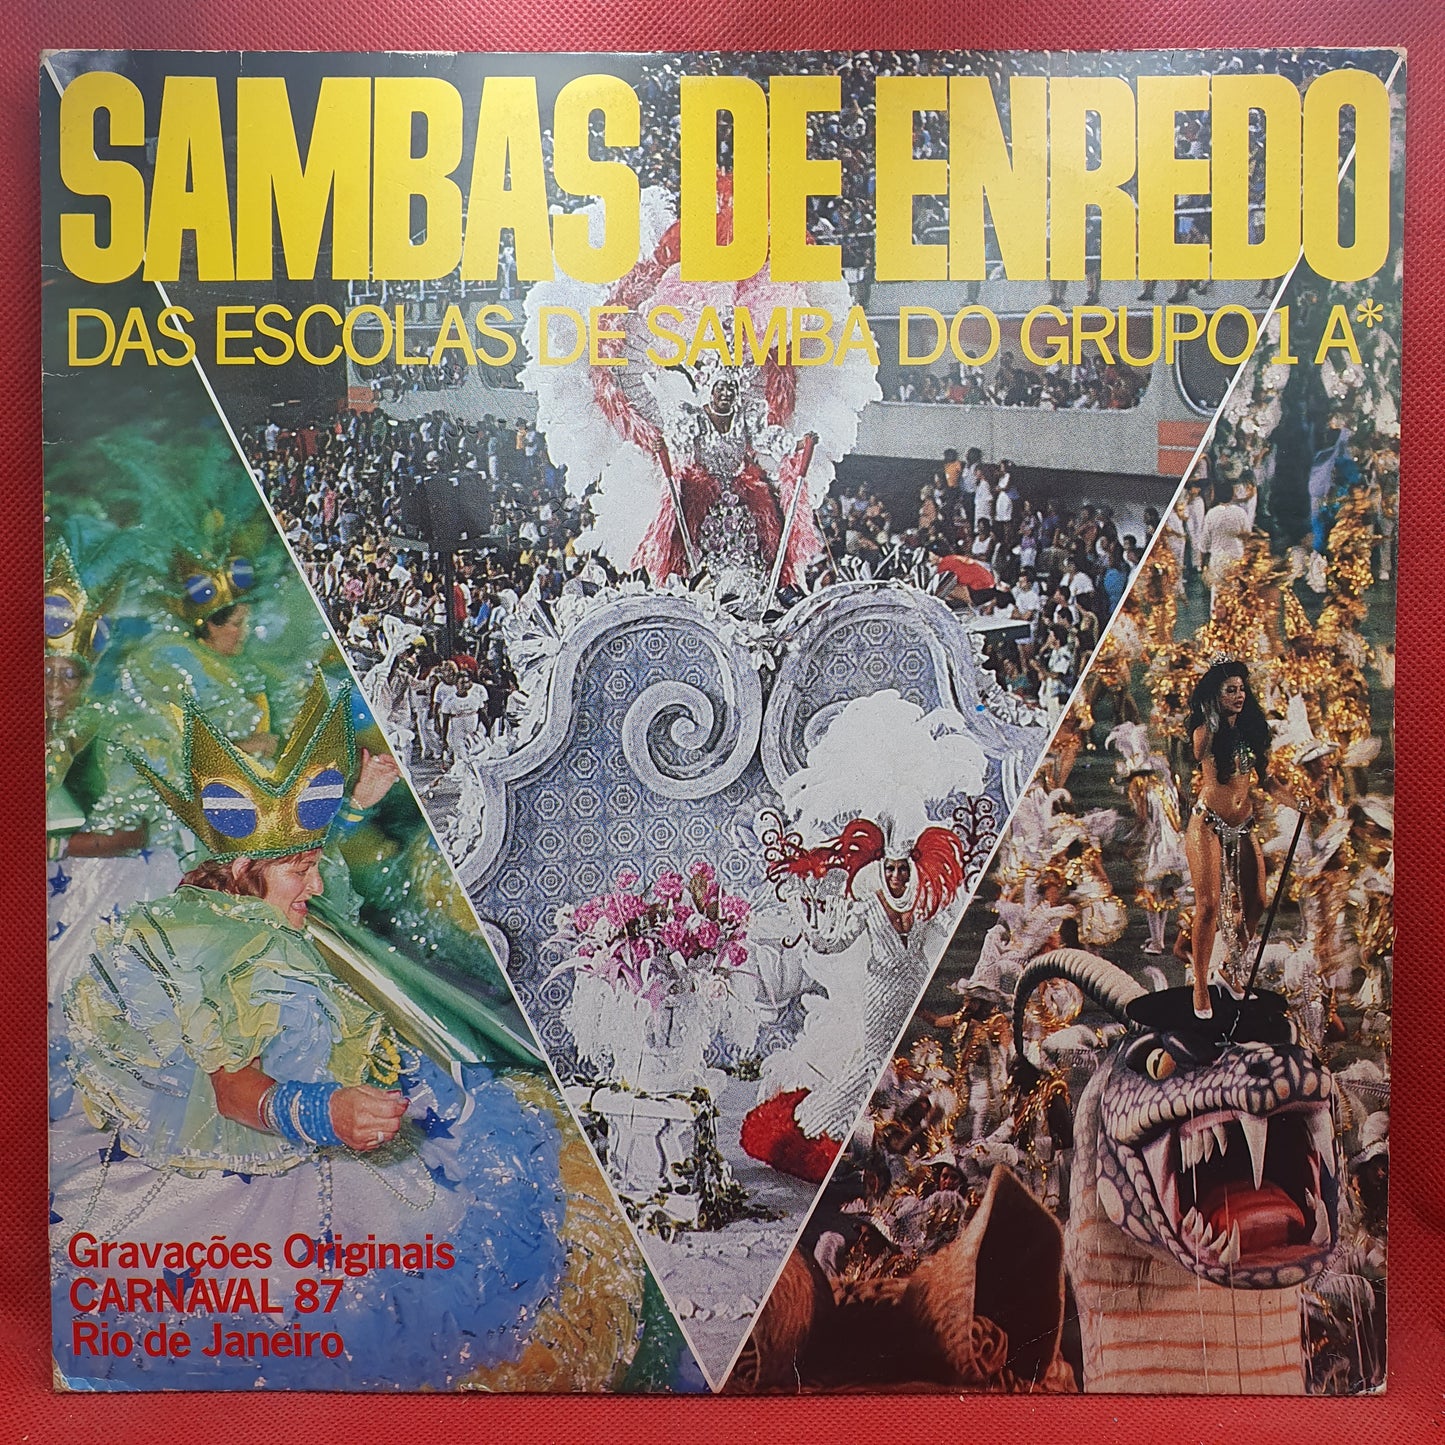 SAMBAS DE ENREDO
DAS ESCOLAS DE SAMBA DO GRUPO 1 A*
Gravações Originais
CARNAVAL 87
Rio de Janeiro